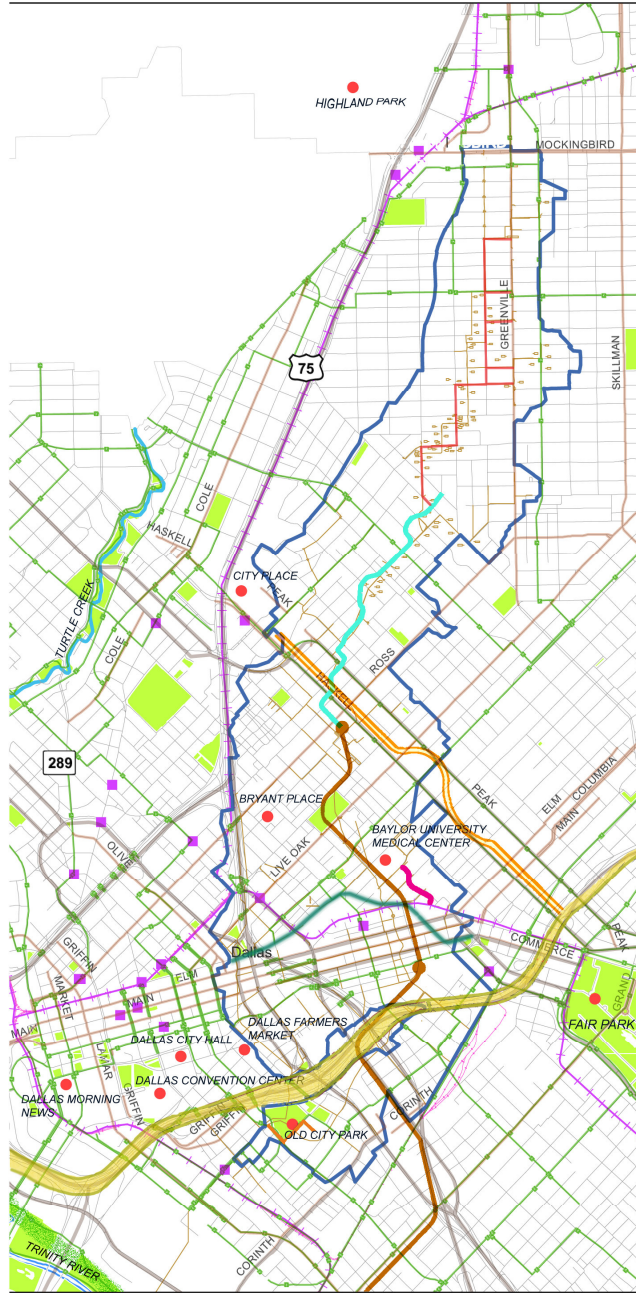 HIGHLAND PARK
MOCKINGBIRD
GREENVILLE
SKILLMAN
75
COLE
HASKELL
CITY PLACE
PEAK
TURTLE CREEK
COLE
ROSS
HASKELL
289
PEAK
ELM
COLUMBIA
MAIN
BRYANT PLACE
BAYLOR UNIVERSITY
MEDICAL CENTER
OLIVE
LIVE OAK
GRIFFIN
Dallas
COMMERCE
PEAK
MARKET
ELM
MAIN
GRAND
MAIN
FAIR PARK
DALLAS FARMERS
MARKET
DALLAS CITY HALL
LAMAR
DALLAS CONVENTION CENTER
DALLAS MORNING
NEWS
GRIFFIN
GRIFFIN
GRIFFIN
CORINTH
OLD CITY PARK
TRINITY RIVER
CORINTH